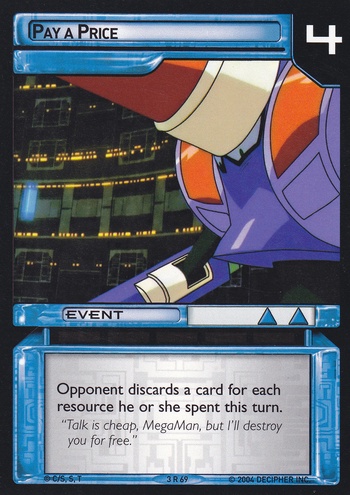 PAY A PRICE
4
EVENT
Opponent discards a card for each
resource he or she spent this turn.
“Talk is cheap, MegaMan, but I’ll destroy
you for free.”
© C/S, S, T 3 R 69 © 2004 DECIPHER INC.